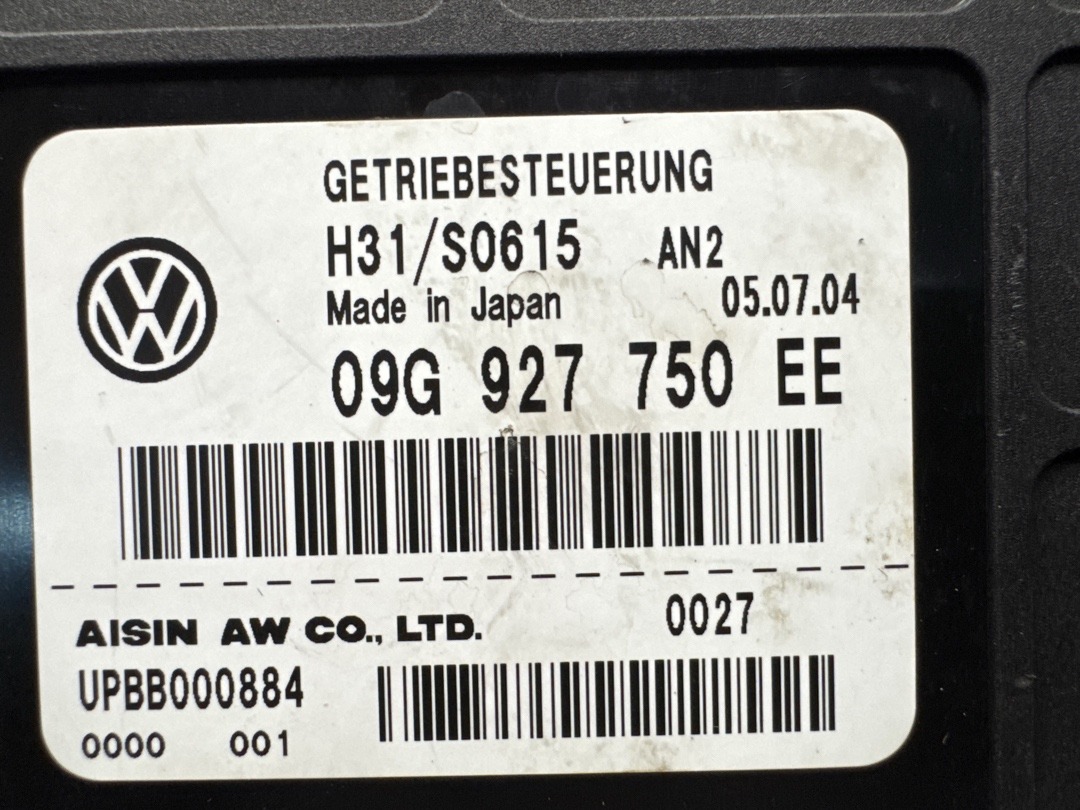 GETRIEBESTEUERUNG
H31/S0615 AN2
Made in Japan 05.07.04
09G 927 750 EE
AISIN AW CO., LTD. 0027
UPBB000884
0000 001